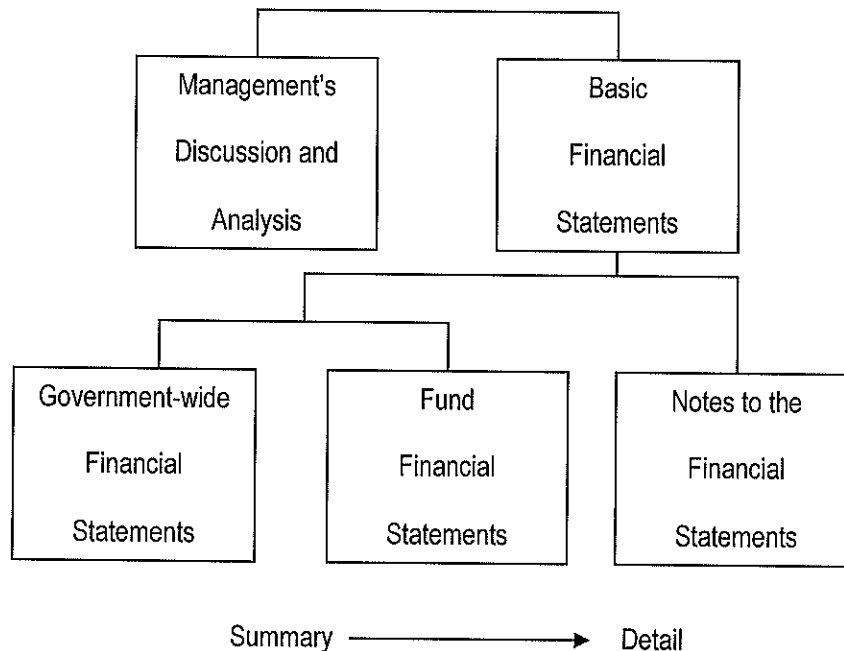 Management's
Discussion and
Analysis
Basic
Financial
Statements
Government-wide
Financial
Statements
Fund
Financial
Statements
Notes to the
Financial
Statements
Summary
Detail